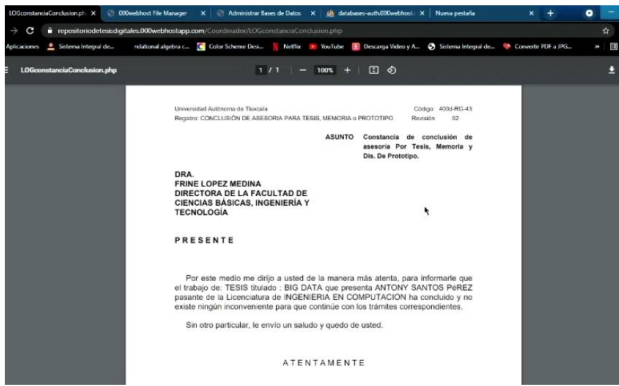 LOGconstanciaConclusion.ph
000webhost File Manager
Administrar Bases de Datos
databases-auth.000webhost.
Nueva pestaña
repositoriodetesisdigitales.000webhostapp.com/Coordinador/LOGconstanciaConclusion.php
Aplicaciones
Sistema Integral de...
relational algebra c...
Color Scheme Des...
Netflix
YouTube
Descarga Video y A...
Sistema Integral de...
Convertir PDF a JPG...
LOGconstanciaConclusion.php
1 / 1
100%
Universidad Autónoma de Tlaxcala
Código: 400d-RG-43
Registro: CONCLUSIÓN DE ASESORIA PARA TESIS, MEMORIA o PROTOTIPO
Revisión: 02
ASUNTO Constancia de conclusión de
asesoría Por Tesis, Memoria y
Dis. De Prototipo.
DRA.
FRINE LOPEZ MEDINA
DIRECTORA DE LA FACULTAD DE
CIENCIAS BÁSICAS, INGENIERÍA Y
TECNOLOGÍA
P R E S E N T E
Por este medio me dirijo a usted de la manera más atenta, para informarle que
el trabajo de: TESIS titulado : BIG DATA que presenta ANTONY SANTOS PéREZ
pasante de la Licenciatura de INGENIERIA EN COMPUTACION ha concluido y no
existe ningún inconveniente para que continúe con los trámites correspondientes.
Sin otro particular, le envío un saludo y quedo de usted.
A T E N T A M E N T E